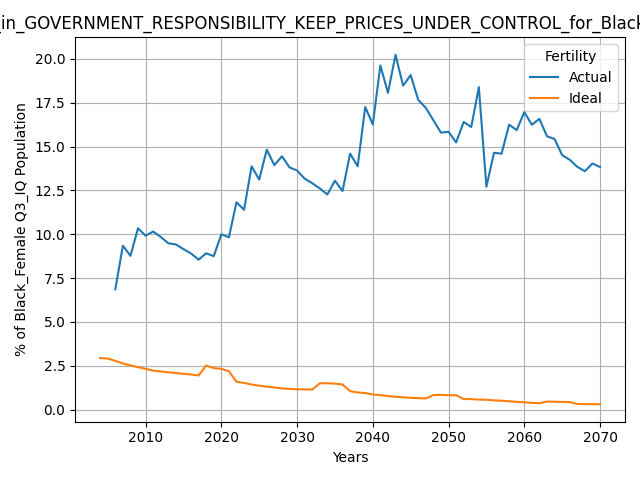 _in_GOVERNMENT_RESPONSIBILITY_KEEP_PRICES_UNDER_CONTROL_for_Black
Fertility
Actual
Ideal
% of Black_Female Q3_IQ Population
20.0
17.5
15.0
12.5
10.0
7.5
5.0
2.5
0.0
2010 2020 2030 2040 2050 2060 2070
Years